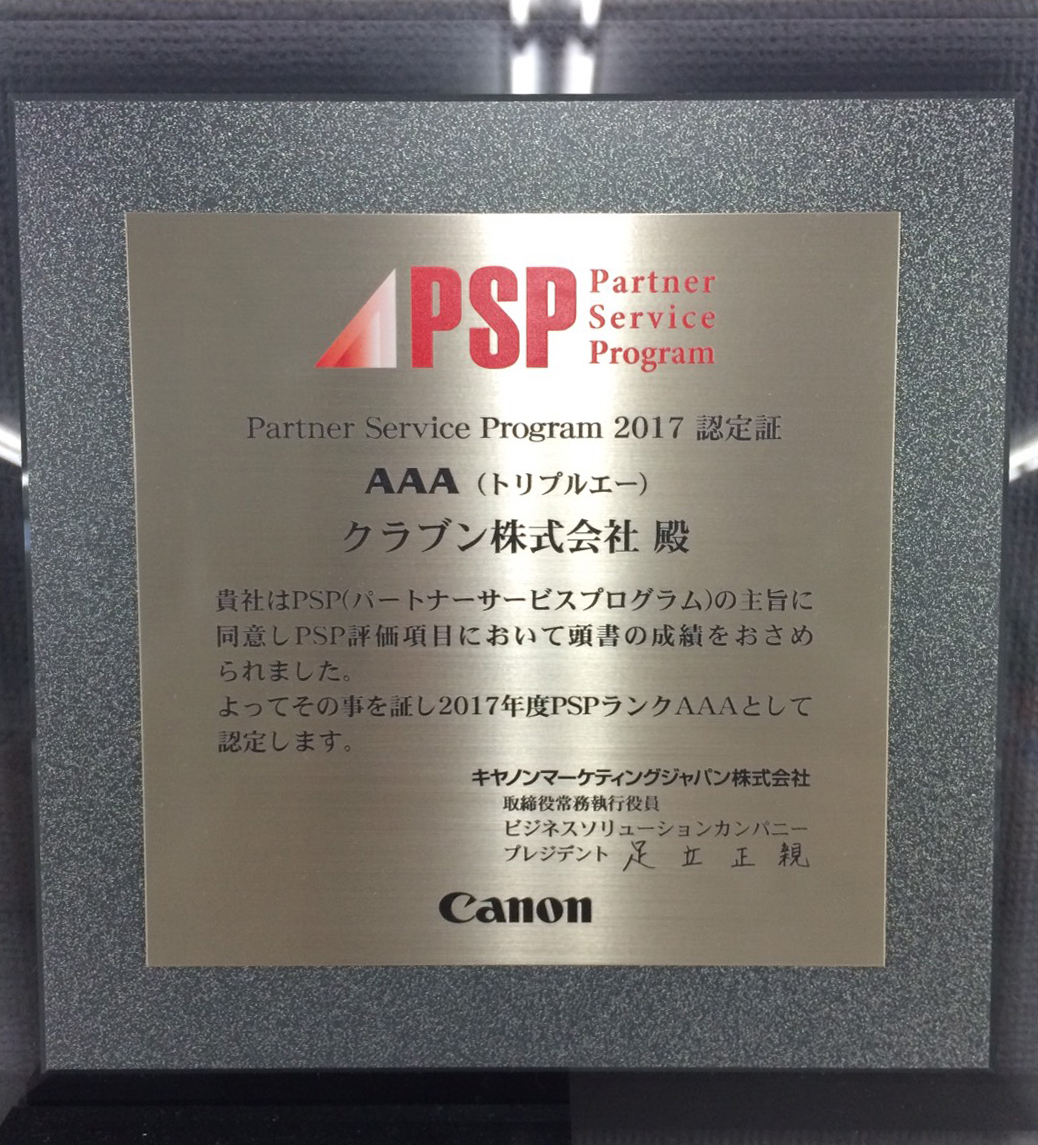 PSP
Partner
Service
Program
Partner Service Program 2017 認定証
AAA（トリプルエー）
クラブン株式会社 殿
貴社はPSP(パートナーサービスプログラム)の主旨に
同意しPSP評価項目において頭書の成績をおさめ
られました。
よってその事を証し2017年度PSPランクAAAとして
認定します。
キヤノンマーケティングジャパン株式会社
取締役常務執行役員
ビジネスソリューションカンパニー
プレジデント 足立正親
Canon